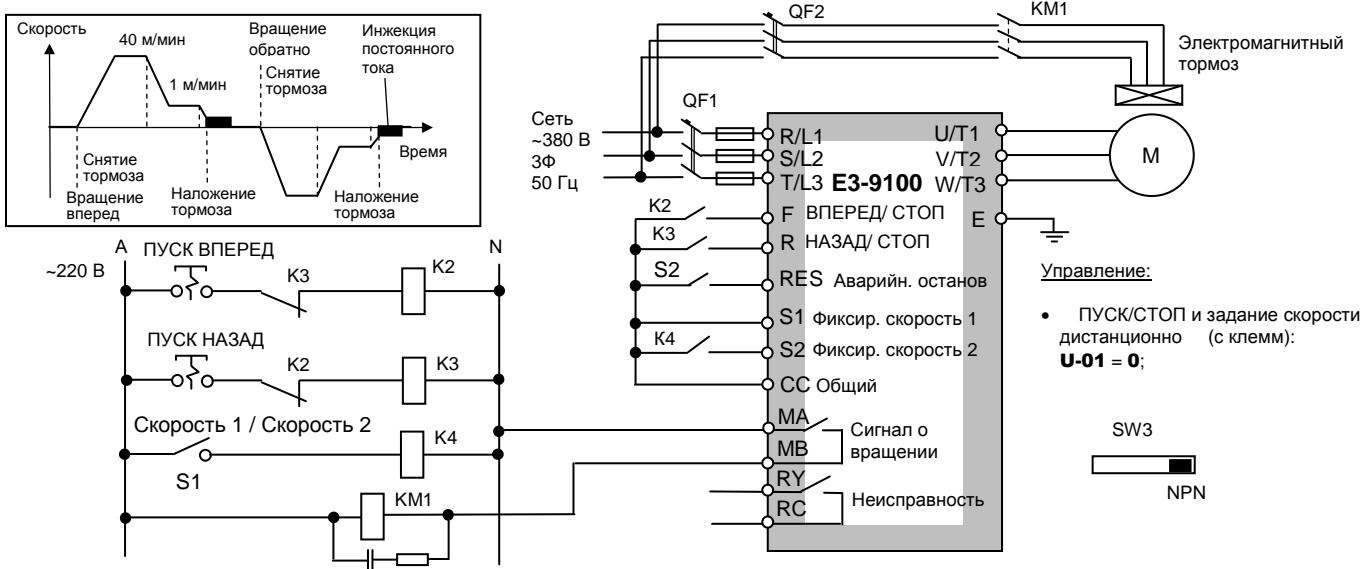 Скорость
40 м/мин
1 м/мин
Вращение
обратно
Снятие
тормоза
Инжекция
постоянного
тока
Время
Снятие
тормоза
Вращение
вперед
Наложение
тормоза
Наложение
тормоза
QF2
KM1
Электромагнитный
тормоз
QF1
Сеть
~380 В
3Ф
50 Гц
R/L1
S/L2
T/L3
E3-9100
U/T1
V/T2
W/T3
M
E
K2
F ВПЕРЕД/ СТОП
K3
R НАЗАД/ СТОП
S2
RES Аварийн. останов
S1 Фиксир. скорость 1
К4
S2 Фиксир. скорость 2
CC Общий
MA
MB
Сигнал о
вращении
RY
RC
Неисправность
A
N
~220 В
ПУСК ВПЕРЕД
K3
K2
ПУСК НАЗАД
K2
K3
Скорость 1 / Скорость 2
K4
S1
KM1
Управление:
• ПУСК/СТОП и задание скорости
дистанционно (с клемм):
U-01 = 0;
SW3
NPN